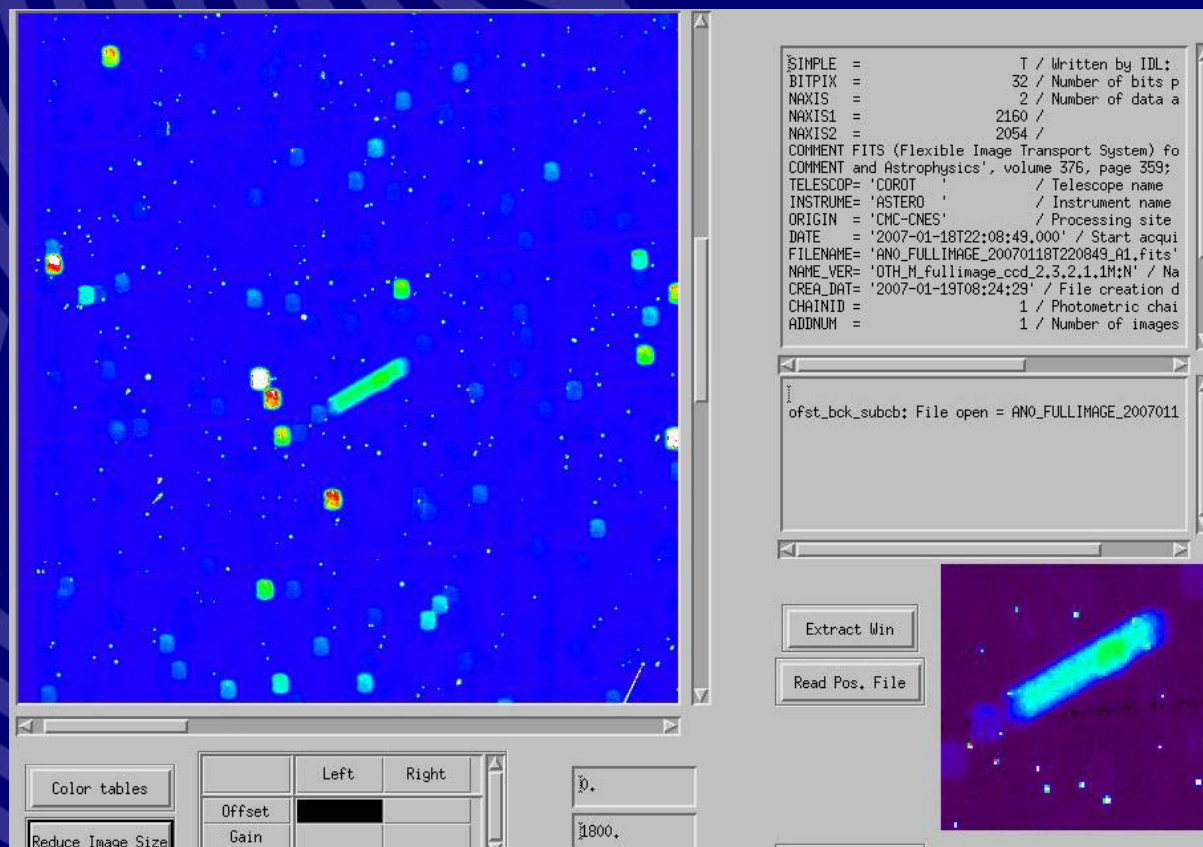 SIMPLE = T / Written by IDL:
BITPIX = 32 / Number of bits p
NAXIS = 2 / Number of data a
NAXIS1 = 2160 /
NAXIS2 = 2054 /
COMMENT FITS (Flexible Image Transport System) fo
COMMENT and Astrophysics', volume 376, page 359;
TELESCOP= 'COROT ' / Telescope name
INSTRUME= 'ASTERO ' / Instrument name
ORIGIN = 'CMC-CNES' / Processing site
DATE = '2007-01-18T22:08:49.000' / Start acqui
FILENAME= 'AN0_FULLIMAGE_20070118T220849_A1.fits'
NAME_VER= 'OTH_M_fullimage_ccd_2.3.2.1.1M:N' / Na
CREA_DAT= '2007-01-19T08:24:29' / File creation d
CHAINID = 1 / Photometric chai
ADDNUM = 1 / Number of images
ofst_bck_subcb: File open = AN0_FULLIMAGE_2007011
Extract Win
Read Pos. File
Color tables
Reduce Image Size
Left Right
Offset
Gain
0.
1800.